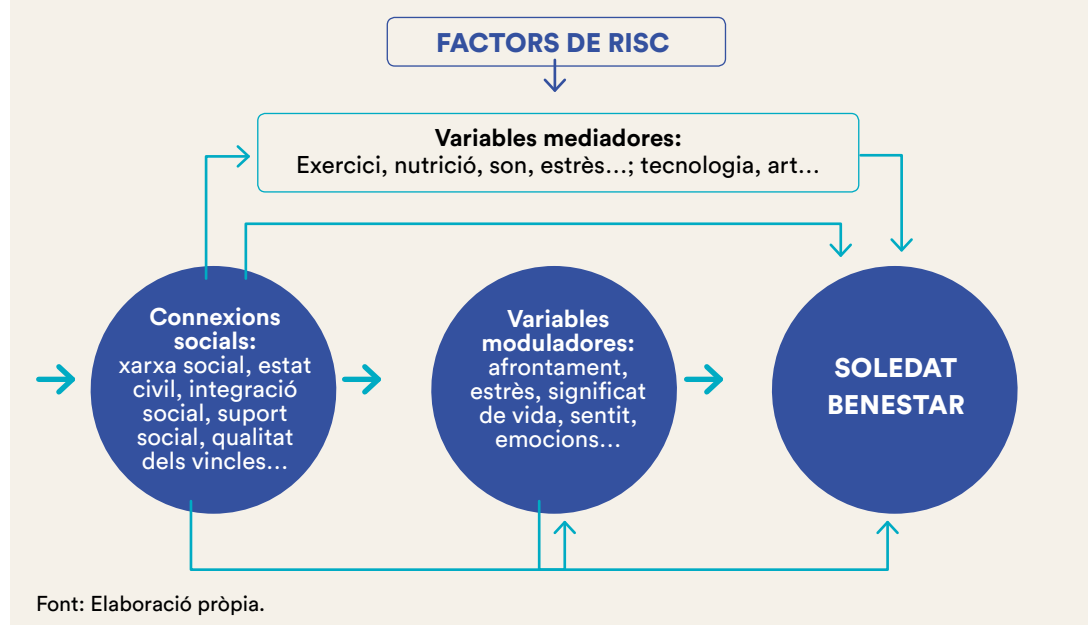 FACTORS DE RISC
Variables mediadores:
Exercici, nutrició, son, estrès...; tecnologia, art...
Connexions
socials:
xarxa social, estat
civil, integració
social, suport
social, qualitat
dels vincles...
Variables
moduladores:
afrontament,
estrès, significat
de vida, sentit,
emocions...
SOLEDAT
BENESTAR
Font: Elaboració pròpia.